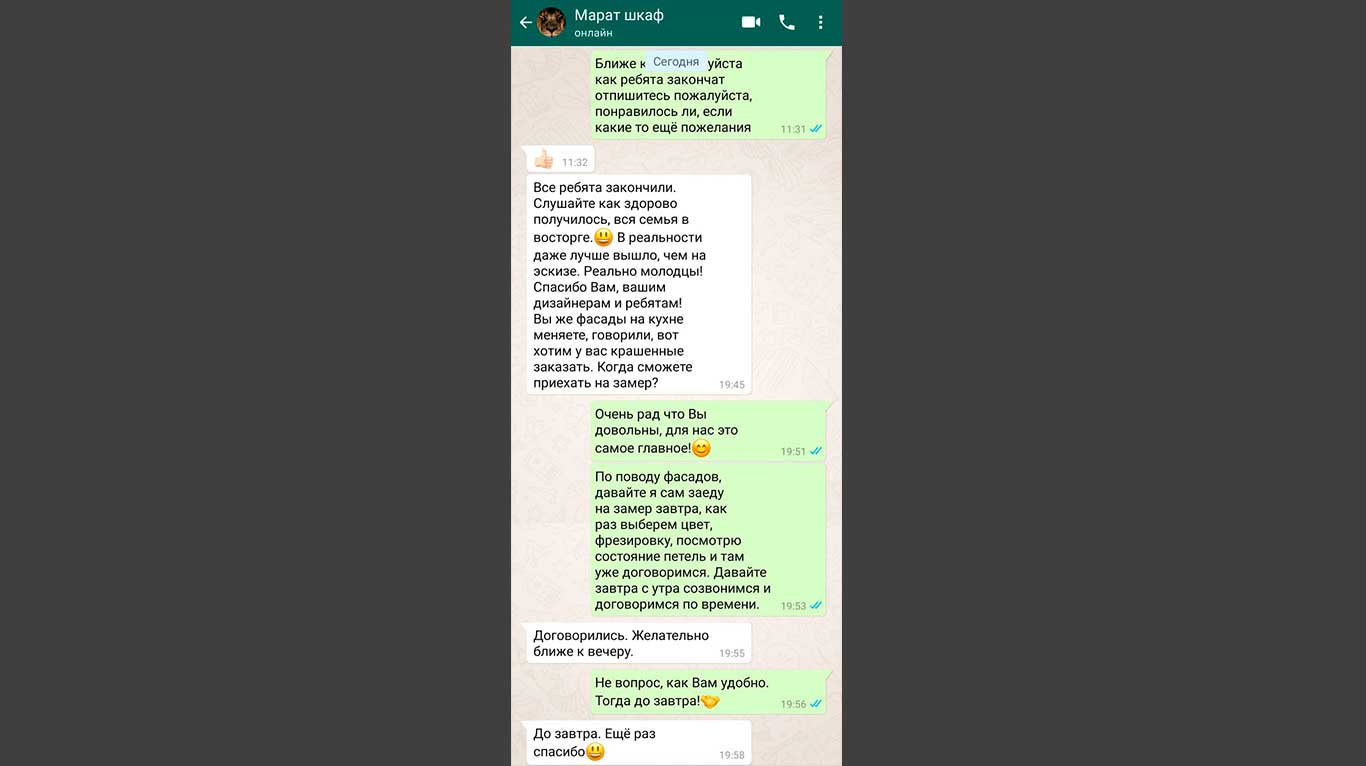 Марат шкаф
онлайн
Сегодня
Ближе к уйста
как ребята закончат
отпишитесь пожалуйста,
понравилось ли, если
какие то ещё пожелания
11:31
11:32
Все ребята закончили.
Слушайте как здорово
получилось, вся семья в
восторге.😃 В реальности
даже лучше вышло, чем на
эскизе. Реально молодцы!
Спасибо Вам, вашим
дизайнерам и ребятам!
Вы же фасады на кухне
меняете, говорили, вот
хотим у вас крашенные
заказать. Когда сможете
приехать на замер?
19:45
Очень рад что Вы
довольны, для нас это
самое главное!😊
19:51
По поводу фасадов,
давайте я сам заеду
на замер завтра, как
раз выберем цвет,
фрезировку, посмотрю
состояние петель и там
уже договоримся. Давайте
завтра с утра созвонимся и
договоримся по времени.
19:53
Договорились. Желательно
ближе к вечеру.
19:55
Не вопрос, как Вам удобно.
Тогда до завтра!🤝
19:56
До завтра. Ещё раз
спасибо😃
19:58